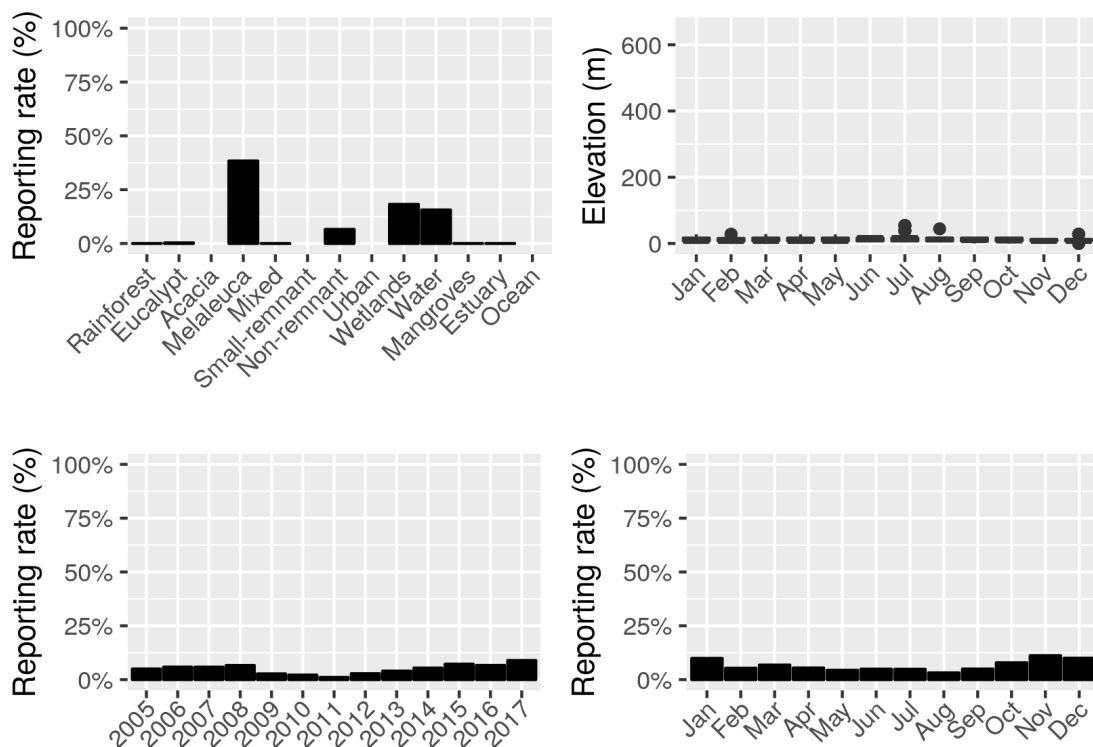 Reporting rate (%)
100%
75%
50%
25%
0%
Rainforest
Eucalypt
Acacia
Melaleuca
Mixed
Small-remnant
Non-remnant
Urban
Wetlands
Water
Mangroves
Estuary
Ocean
Elevation (m)
600
400
200
0
Jan
Feb
Mar
Apr
May
Jun
Jul
Aug
Sep
Oct
Nov
Dec
Reporting rate (%)
100%
75%
50%
25%
0%
2005
2006
2007
2008
2009
2010
2011
2012
2013
2014
2015
2016
2017
Reporting rate (%)
100%
75%
50%
25%
0%
Jan
Feb
Mar
Apr
May
Jun
Jul
Aug
Sep
Oct
Nov
Dec